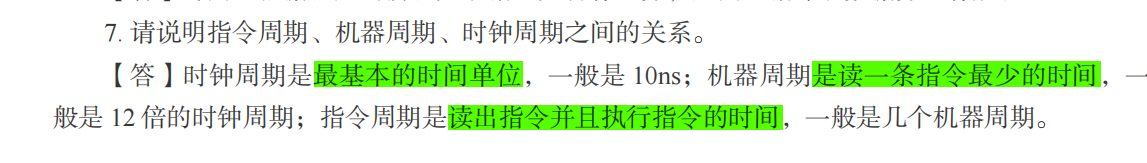 7. 请说明指令周期、机器周期、时钟周期之间的关系。
【答】时钟周期是最基本的时间单位，一般是 10ns；机器周期是读一条指令最少的时间，一
般是 12 倍的时钟周期；指令周期是读出指令并且执行指令的时间，一般是几个机器周期。